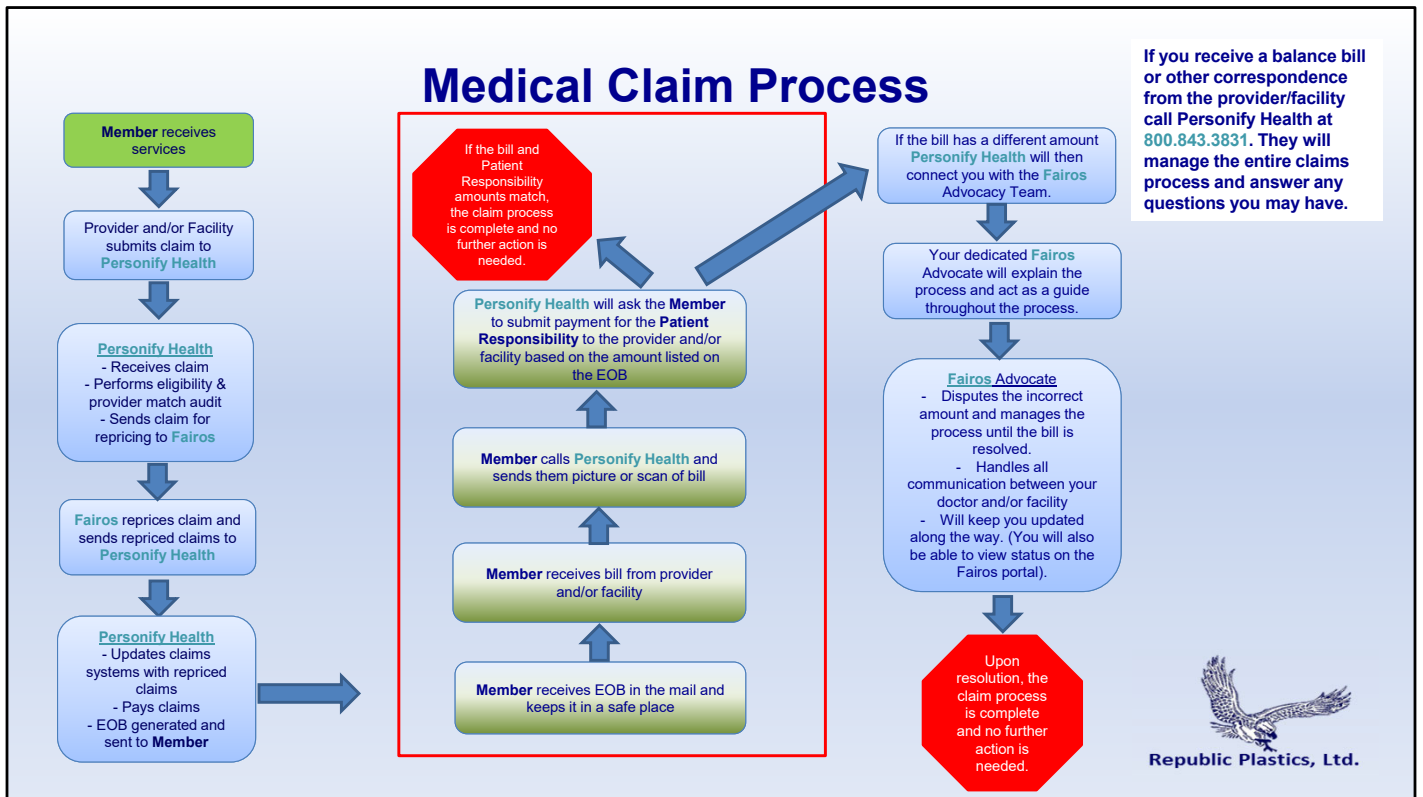 Medical Claim Process
If you receive a balance bill
or other correspondence
from the provider/facility
call Personify Health at
800.843.3831. They will
manage the entire claims
process and answer any
questions you may have.
Member receives
services
Provider and/or Facility
submits claim to
Personify Health
Personify Health
- Receives claim
- Performs eligibility &
provider match audit
- Sends claim for
repricing to Fairos
Fairos reprices claim and
sends repriced claims to
Personify Health
Personify Health
- Updates claims
systems with repriced
claims
- Pays claims
- EOB generated and
sent to Member
Member receives EOB in the mail and
keeps it in a safe place
Member receives bill from provider
and/or facility
Member calls Personify Health and
sends them picture or scan of bill
Personify Health will ask the Member
to submit payment for the Patient
Responsibility to the provider and/or
facility based on the amount listed on
the EOB
If the bill and
Patient
Responsibility
amounts match,
the claim process
is complete and no
further action is
needed.
If the bill has a different amount
Personify Health will then
connect you with the Fairos
Advocacy Team.
Your dedicated Fairos
Advocate will explain the
process and act as a guide
throughout the process.
Fairos Advocate
- Disputes the incorrect
amount and manages the
process until the bill is
resolved.
- Handles all
communication between your
doctor and/or facility
- Will keep you updated
along the way. (You will also
be able to view status on the
Fairos portal).
Upon
resolution, the
claim process
is complete
and no further
action is
needed.
Republic Plastics, Ltd.